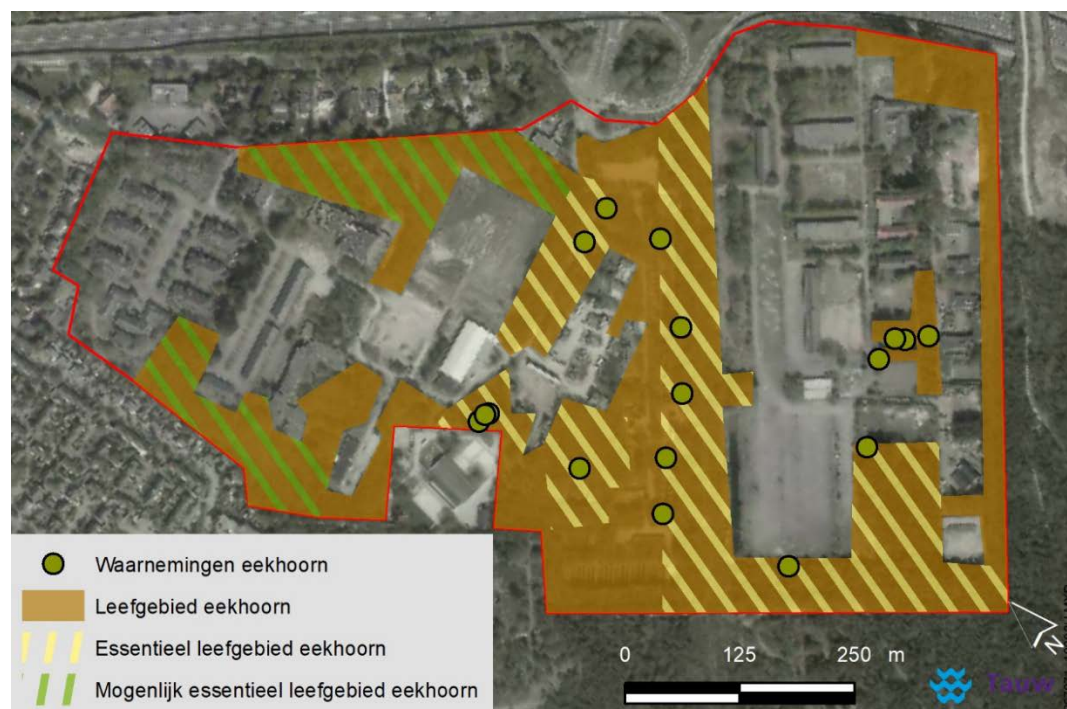 Waarnemingen eekhoorn
Leefgebied eekhoorn
Essentieel leefgebied eekhoorn
Mogenlijk essentieel leefgebied eekhoorn
0 125 250 m
N
Tauw